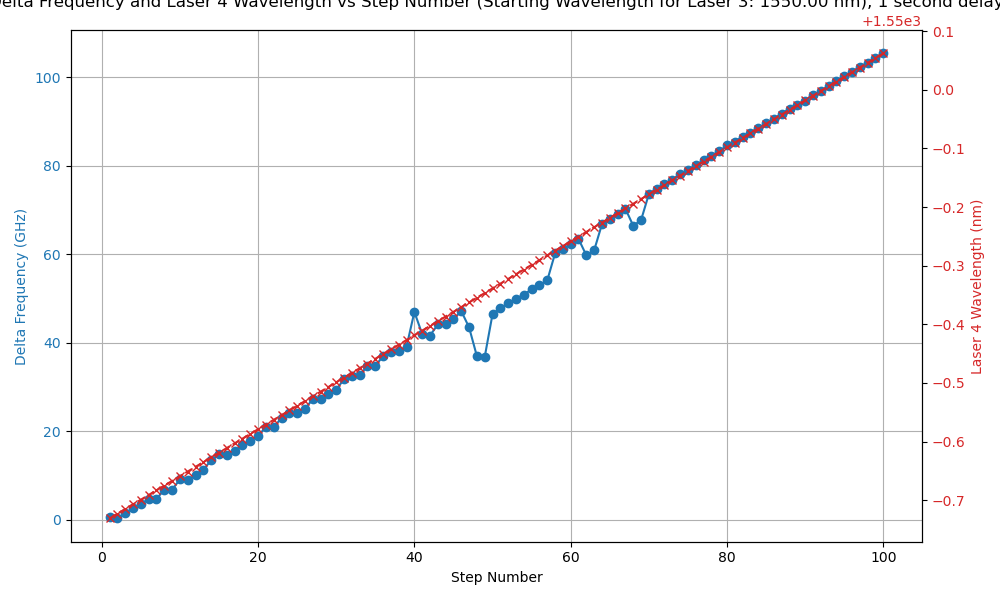 Delta Frequency and Laser 4 Wavelength vs Step Number (Starting Wavelength for Laser 3: 1550.00 nm), 1 second delay
+1.55e3
Delta Frequency (GHz)
100
80
60
40
20
0
0.1
0.0
−0.1
−0.2
−0.3
−0.4
−0.5
−0.6
−0.7
Laser 4 Wavelength (nm)
0 20 40 60 80 100
Step Number